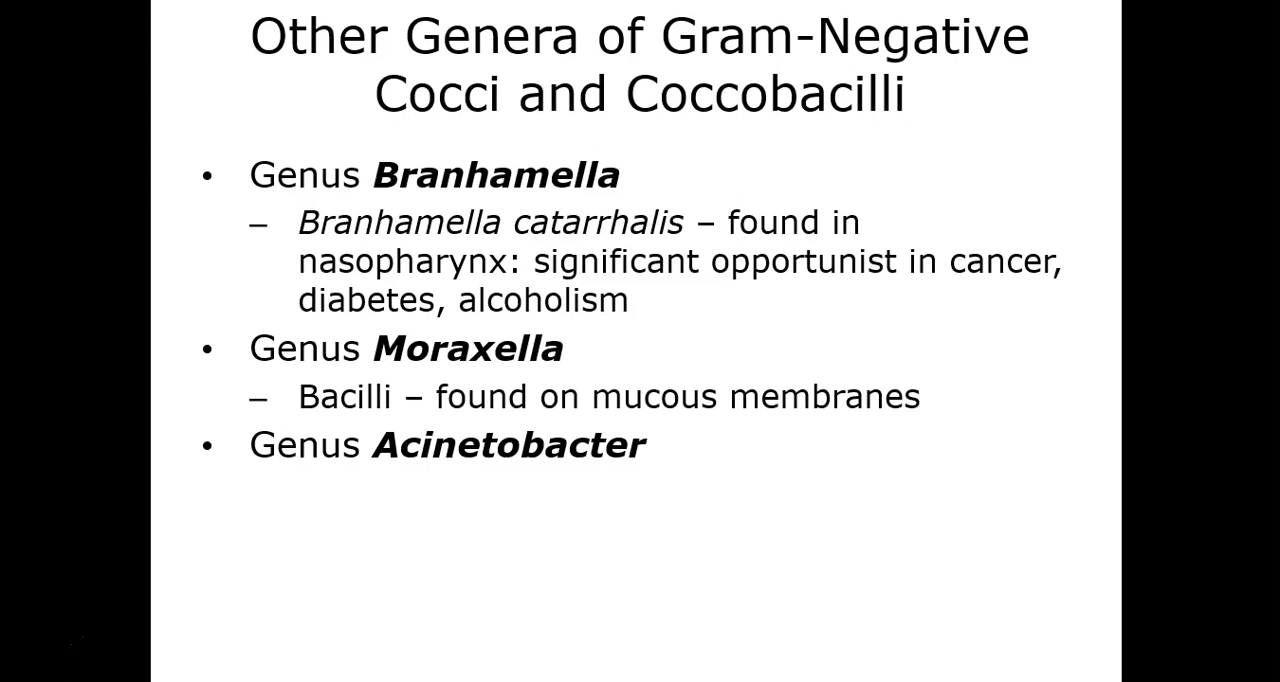 Other Genera of Gram-Negative
Cocci and Coccobacilli
• Genus Branhamella
– Branhamella catarrhalis – found in
nasopharynx: significant opportunist in cancer,
diabetes, alcoholism
• Genus Moraxella
– Bacilli – found on mucous membranes
• Genus Acinetobacter